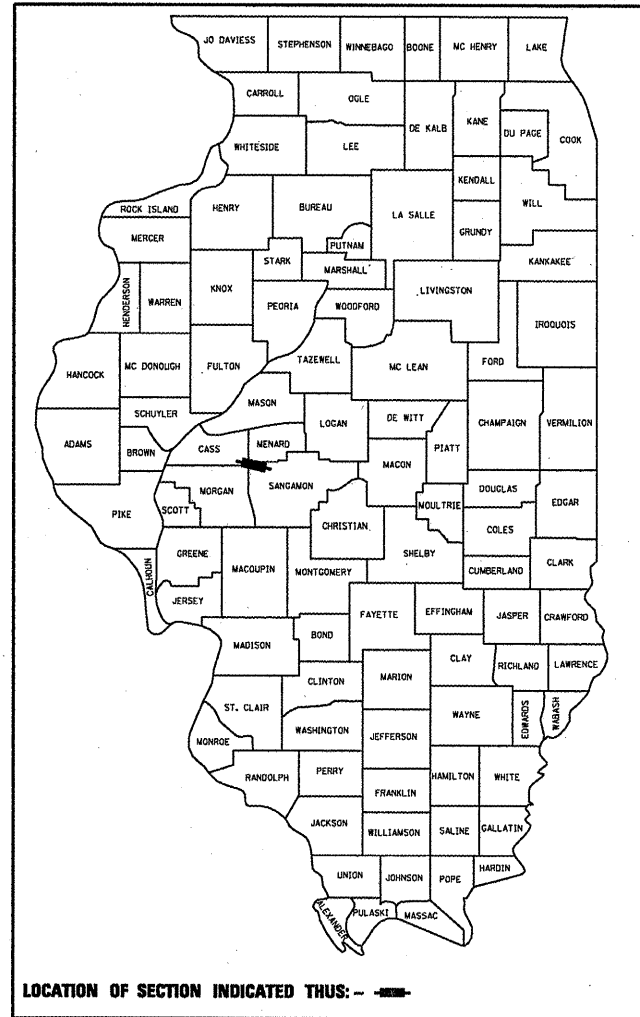 JO DAVIESS STEPHENSON WINNEBAGO BOONE MC HENRY LAKE
CARROLL OGLE DE KALB KANE DU PAGE COOK
WHITESIDE LEE
KENDALL WILL
ROCK ISLAND HENRY BUREAU LA SALLE GRUNDY
MERCER PUTNAM
STARK MARSHALL KANKAKEE
HENDERSON WARREN KNOX PEORIA WOODFORD LIVINGSTON IROQUOIS
HANCOCK MC DONOUGH FULTON TAZEWELL MC LEAN FORD
SCHUYLER MASON LOGAN DE WITT CHAMPAIGN VERMILION
ADAMS BROWN CASS MENARD PIATT
MACON
PIKE SCOTT MORGAN SANGAMON MOULTRIE DOUGLAS EDGAR
CHRISTIAN COLES
GREENE MACOUPIN MONTGOMERY SHELBY CUMBERLAND CLARK
CALHOUN JERSEY
FAYETTE EFFINGHAM JASPER CRAWFORD
MADISON BOND
CLAY RICHLAND LAWRENCE
CLINTON MARION
ST. CLAIR WAYNE EDWARDS WABASH
MONROE WASHINGTON JEFFERSON
RANDOLPH PERRY HAMILTON WHITE
FRANKLIN
JACKSON WILLIAMSON SALINE GALLATIN
UNION JOHNSON POPE HARDIN
ALEXANDER PULASKI MASSAC
LOCATION OF SECTION INDICATED THUS: -